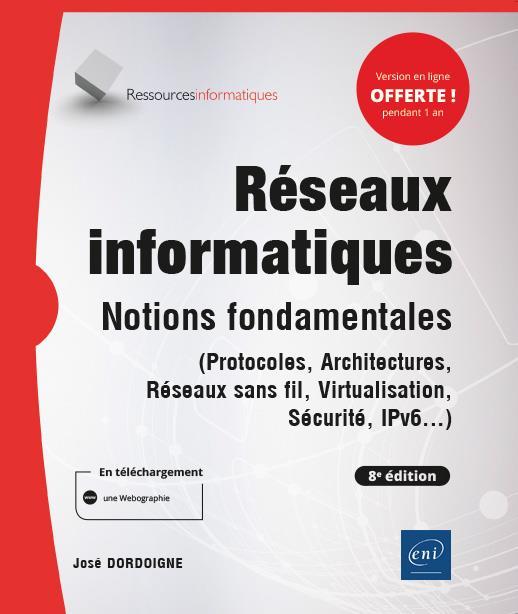 Version en ligne
OFFERTE !
pendant 1 an
Ressourcesinformatiques
Réseaux
informatiques
Notions fondamentales
(Protocoles, Architectures,
Réseaux sans fil, Virtualisation,
Sécurité, IPv6...)
8e édition
En téléchargement
www une Webographie
José DORDOIGNE
eni